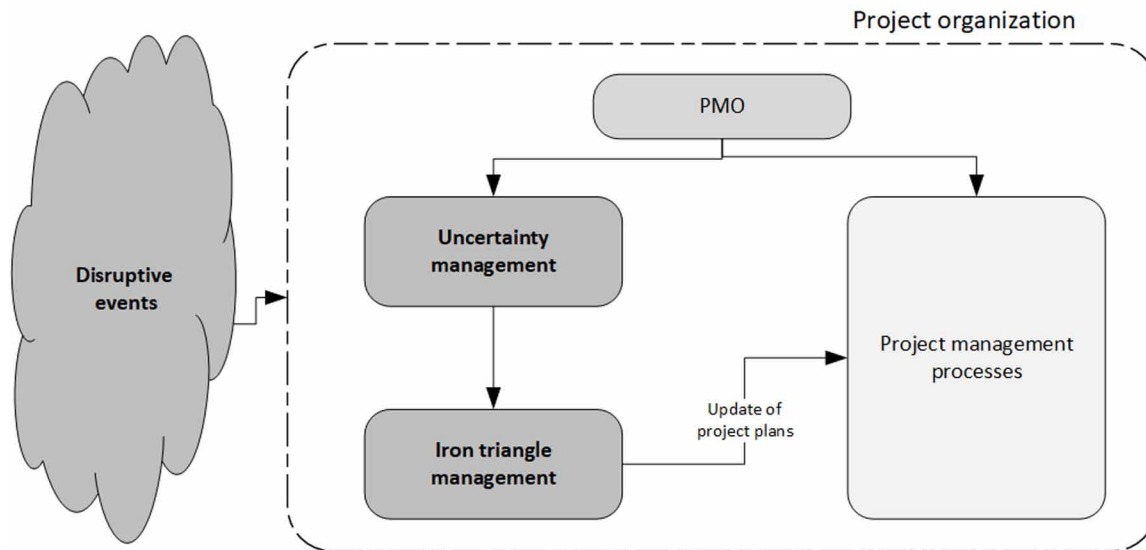 Project organization
PMO
Uncertainty
management
Disruptive
events
Project management
processes
Update of
project plans
Iron triangle
management